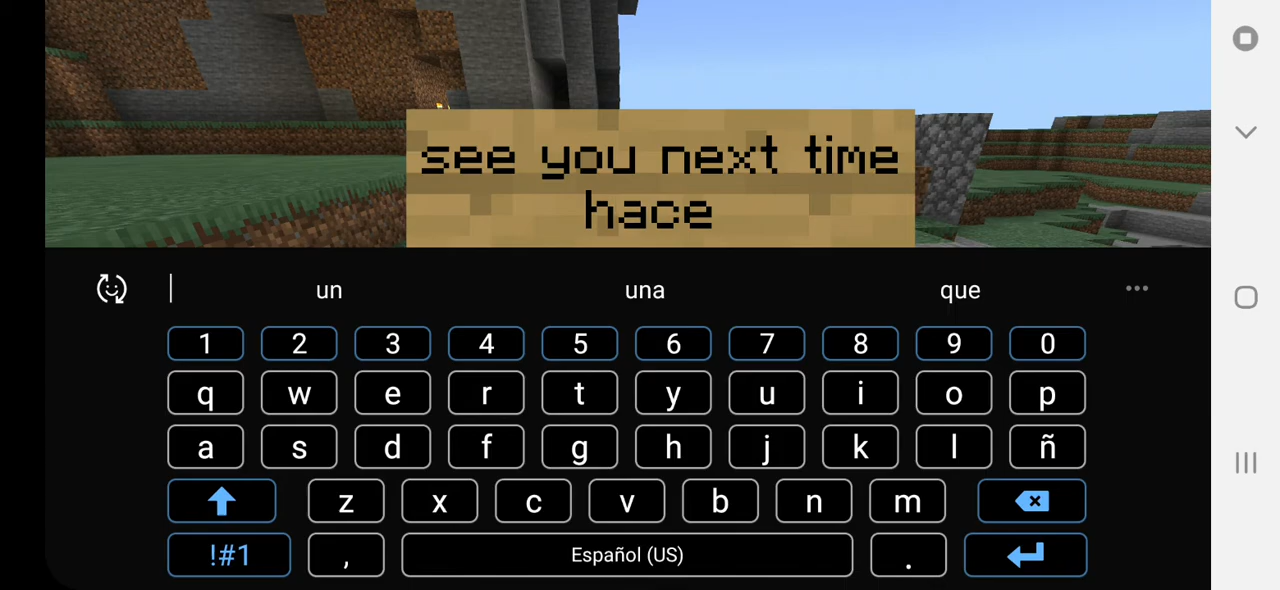 see you next time
hace
un una que
1 2 3 4 5 6 7 8 9 0
q w e r t y u i o p
a s d f g h j k l ñ
z x c v b n m
!#1 , Español (US) .